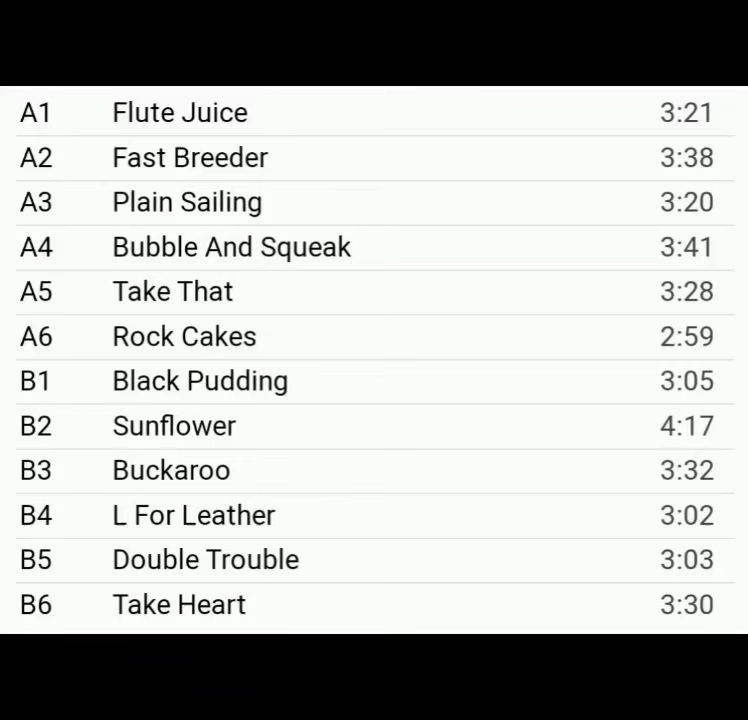 A1 Flute Juice 3:21
A2 Fast Breeder 3:38
A3 Plain Sailing 3:20
A4 Bubble And Squeak 3:41
A5 Take That 3:28
A6 Rock Cakes 2:59
B1 Black Pudding 3:05
B2 Sunflower 4:17
B3 Buckaroo 3:32
B4 L For Leather 3:02
B5 Double Trouble 3:03
B6 Take Heart 3:30